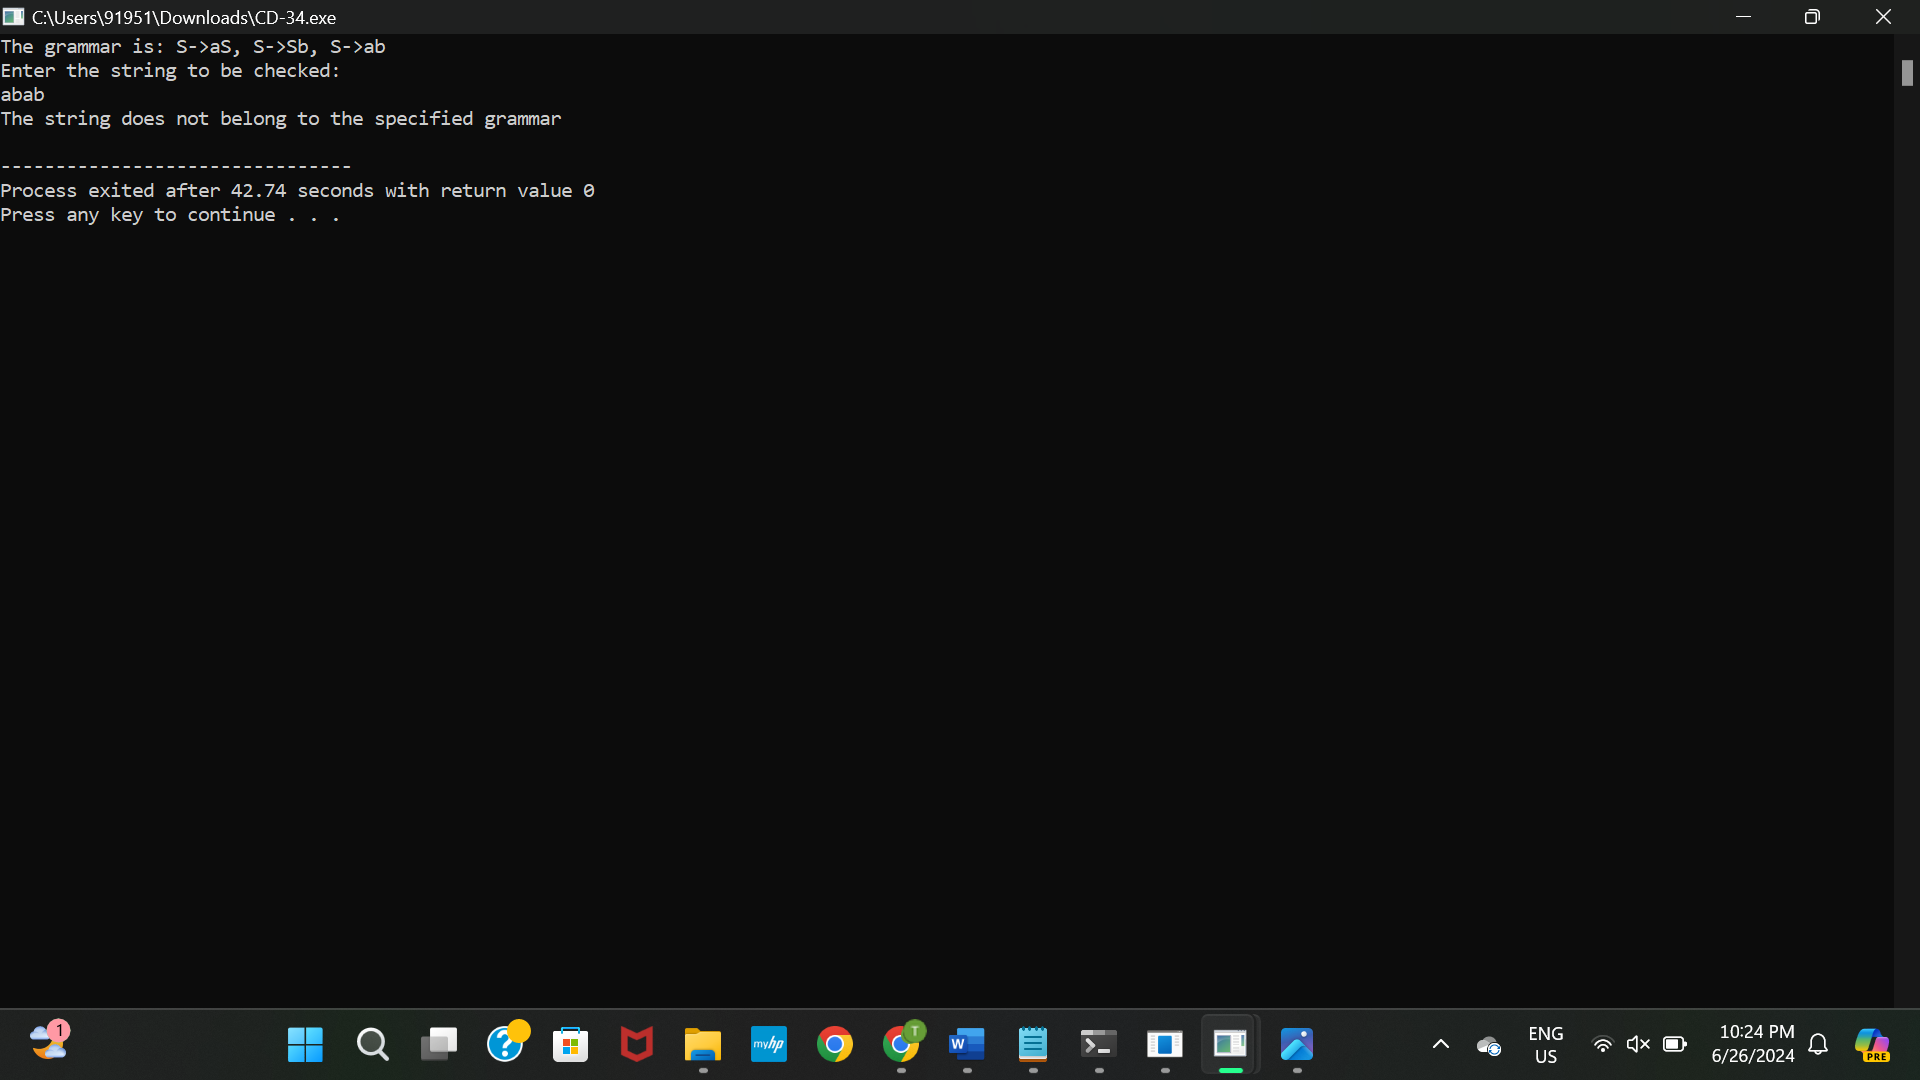 C:\Users\91951\Downloads\CD-34.exe
The grammar is: S->aS, S->Sb, S->ab
Enter the string to be checked:
abab
The string does not belong to the specified grammar
--------------------------------
Process exited after 42.74 seconds with return value 0
Press any key to continue . . .
1
?
myhp
T
W
ENG
US
10:24 PM
6/26/2024
PRE